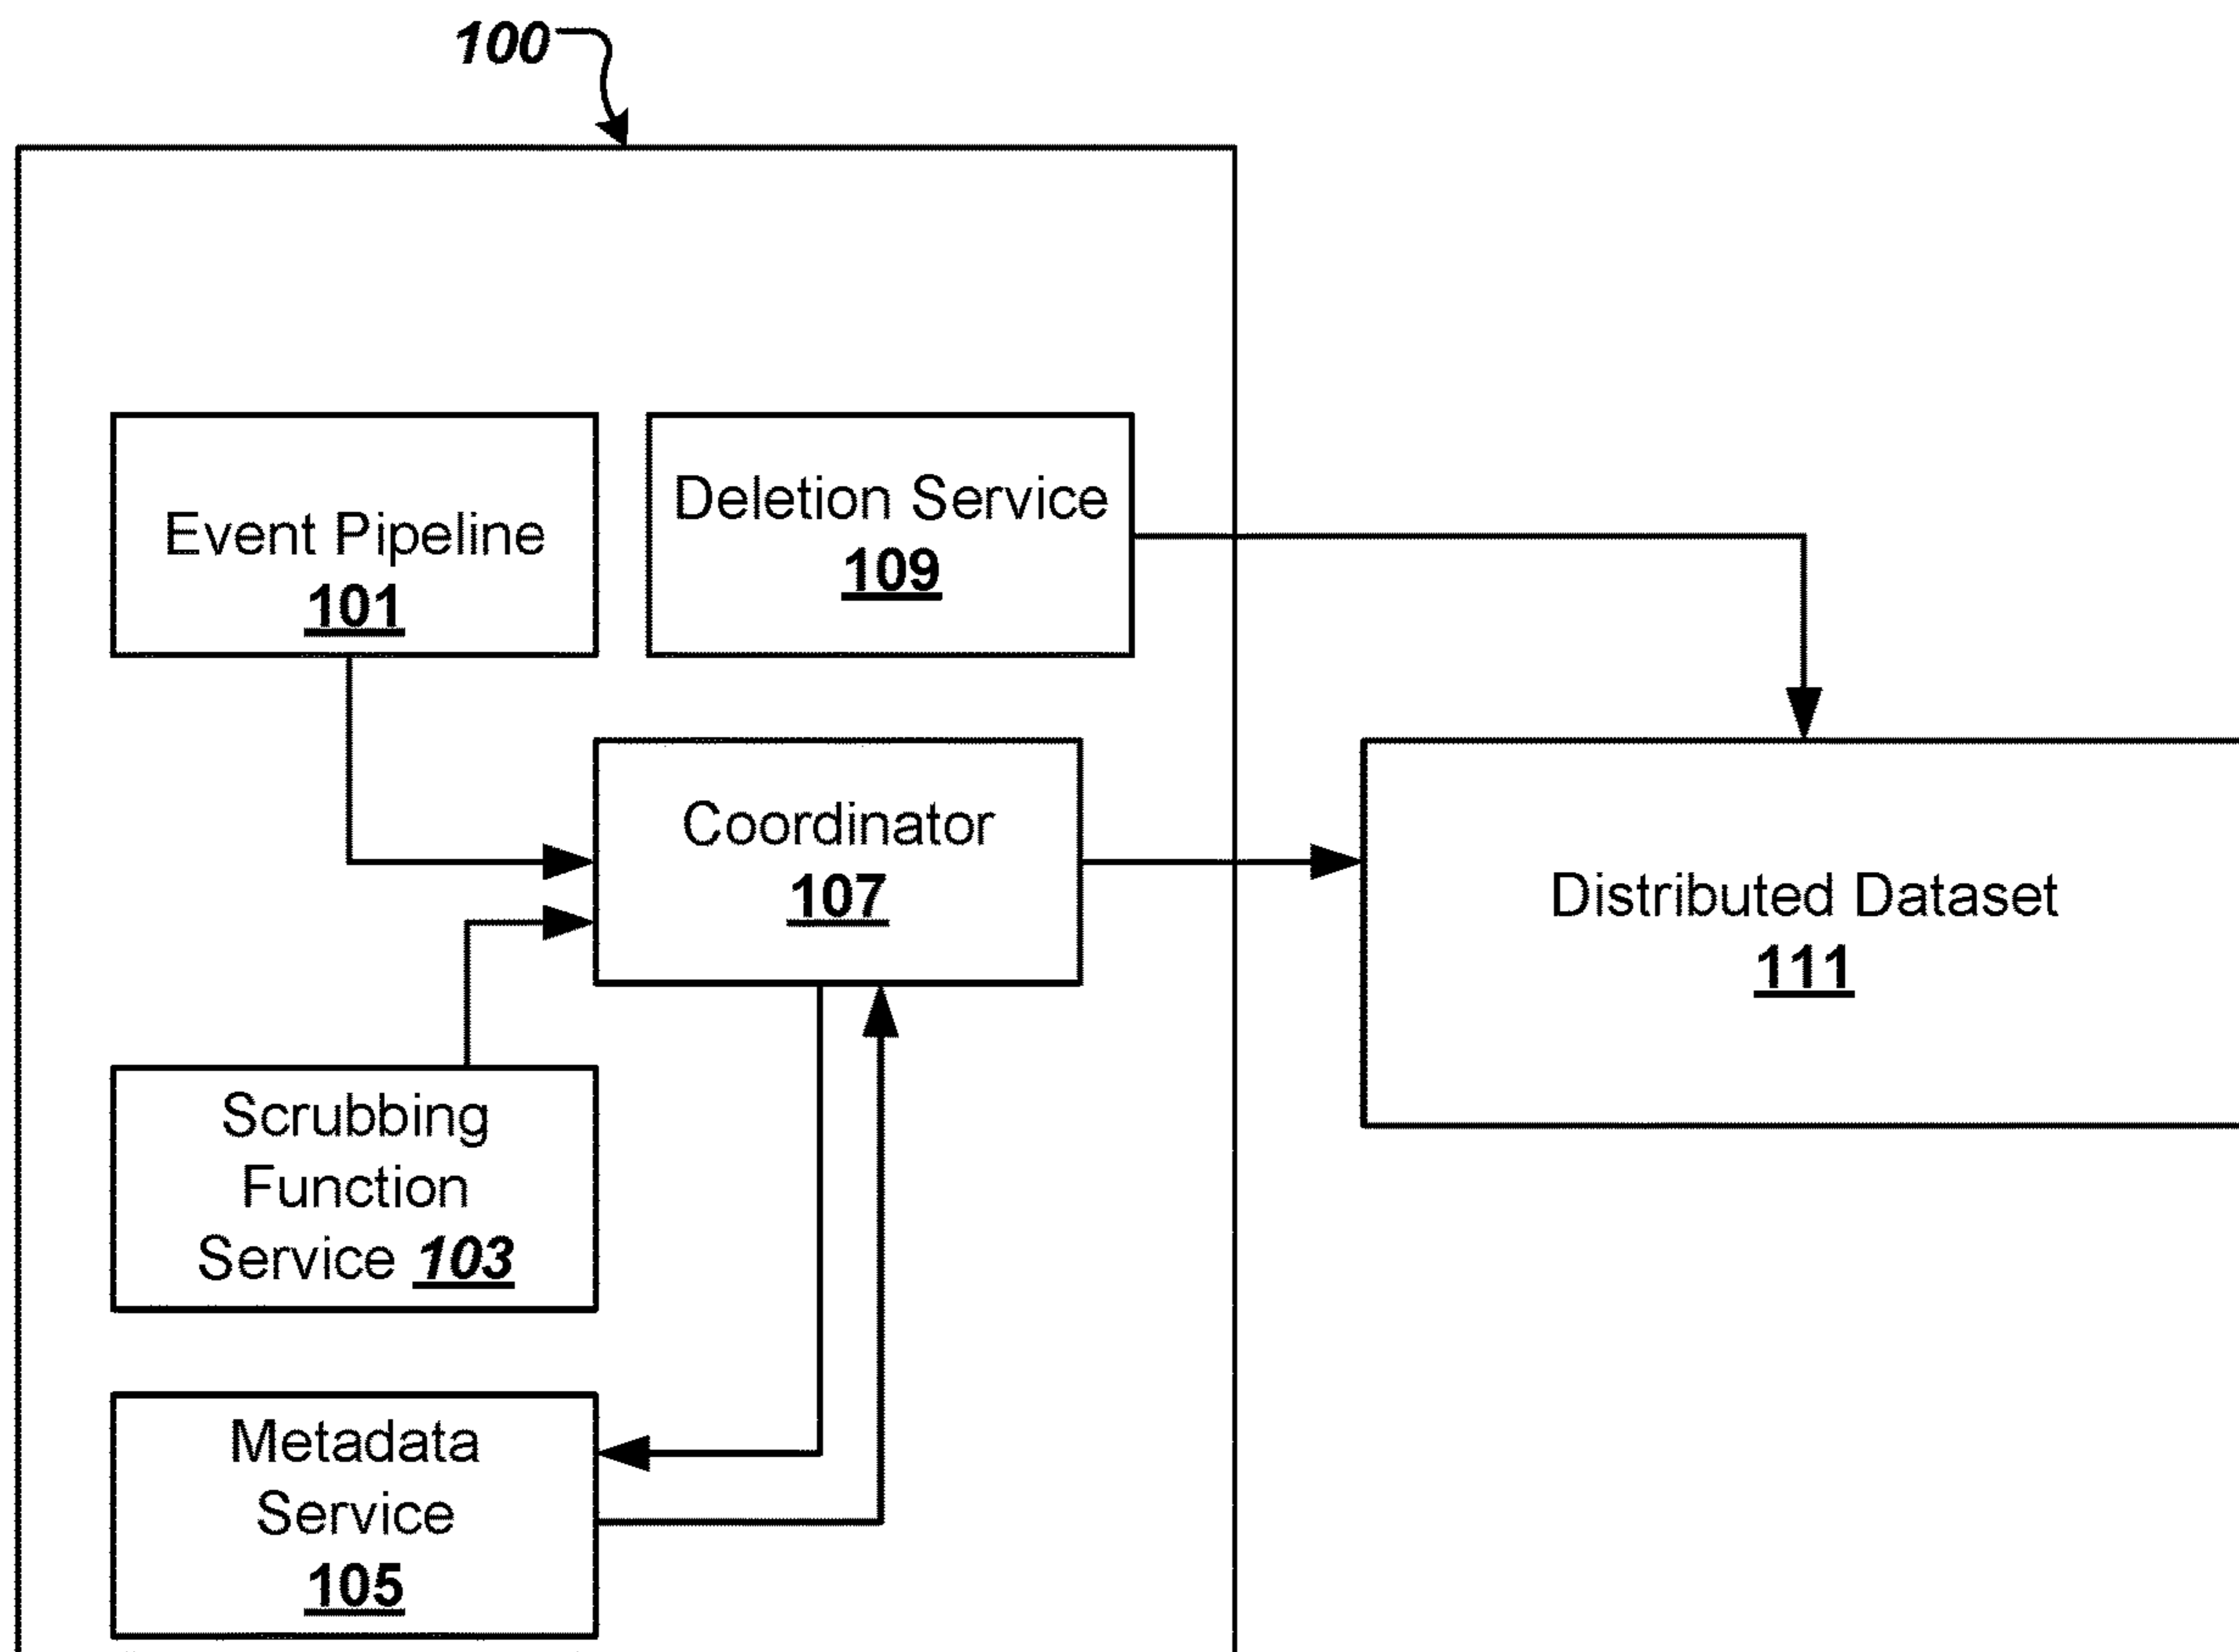 100
Event Pipeline
101
Deletion Service
109
Coordinator
107
Distributed Dataset
111
Scrubbing
Function
Service 103
Metadata
Service
105